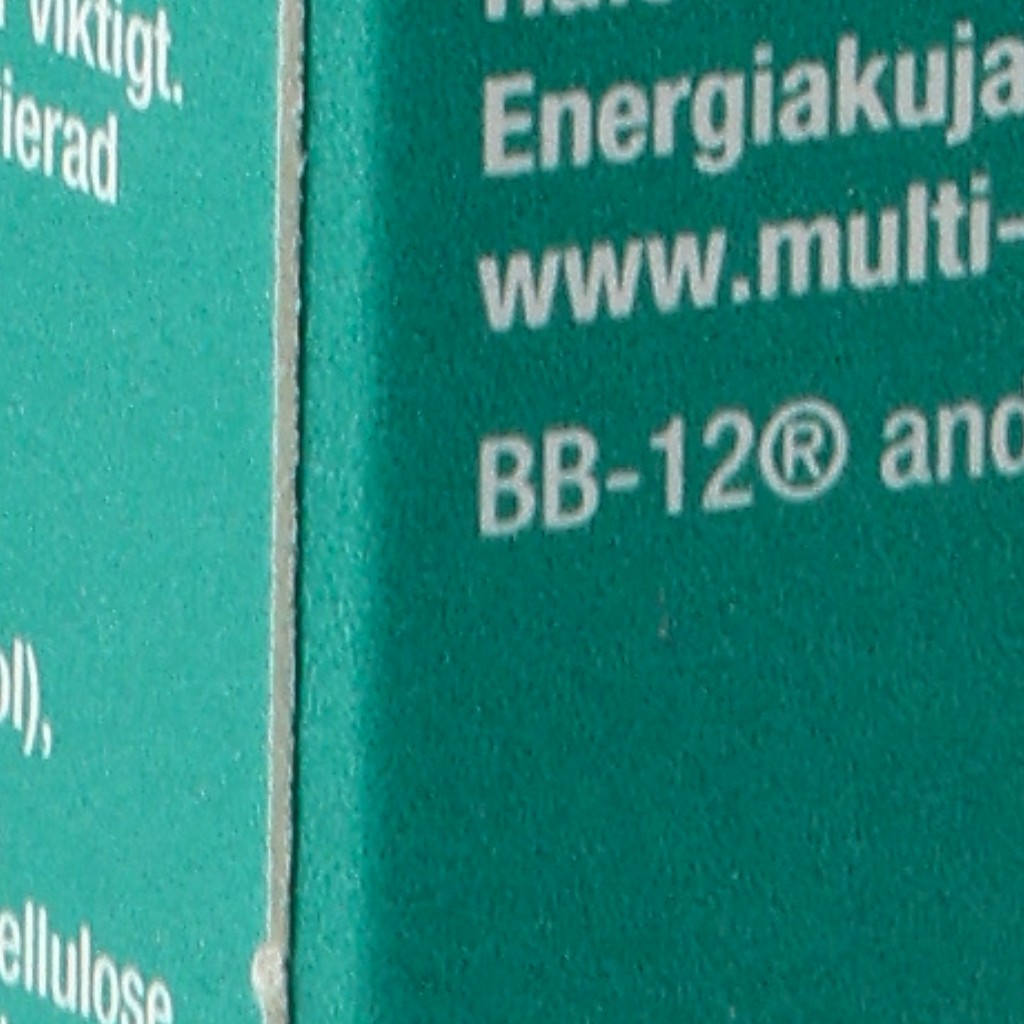 viktigt.
ierad
ol),
ellulose
Energiakuja
www.multi-
BB-12® and